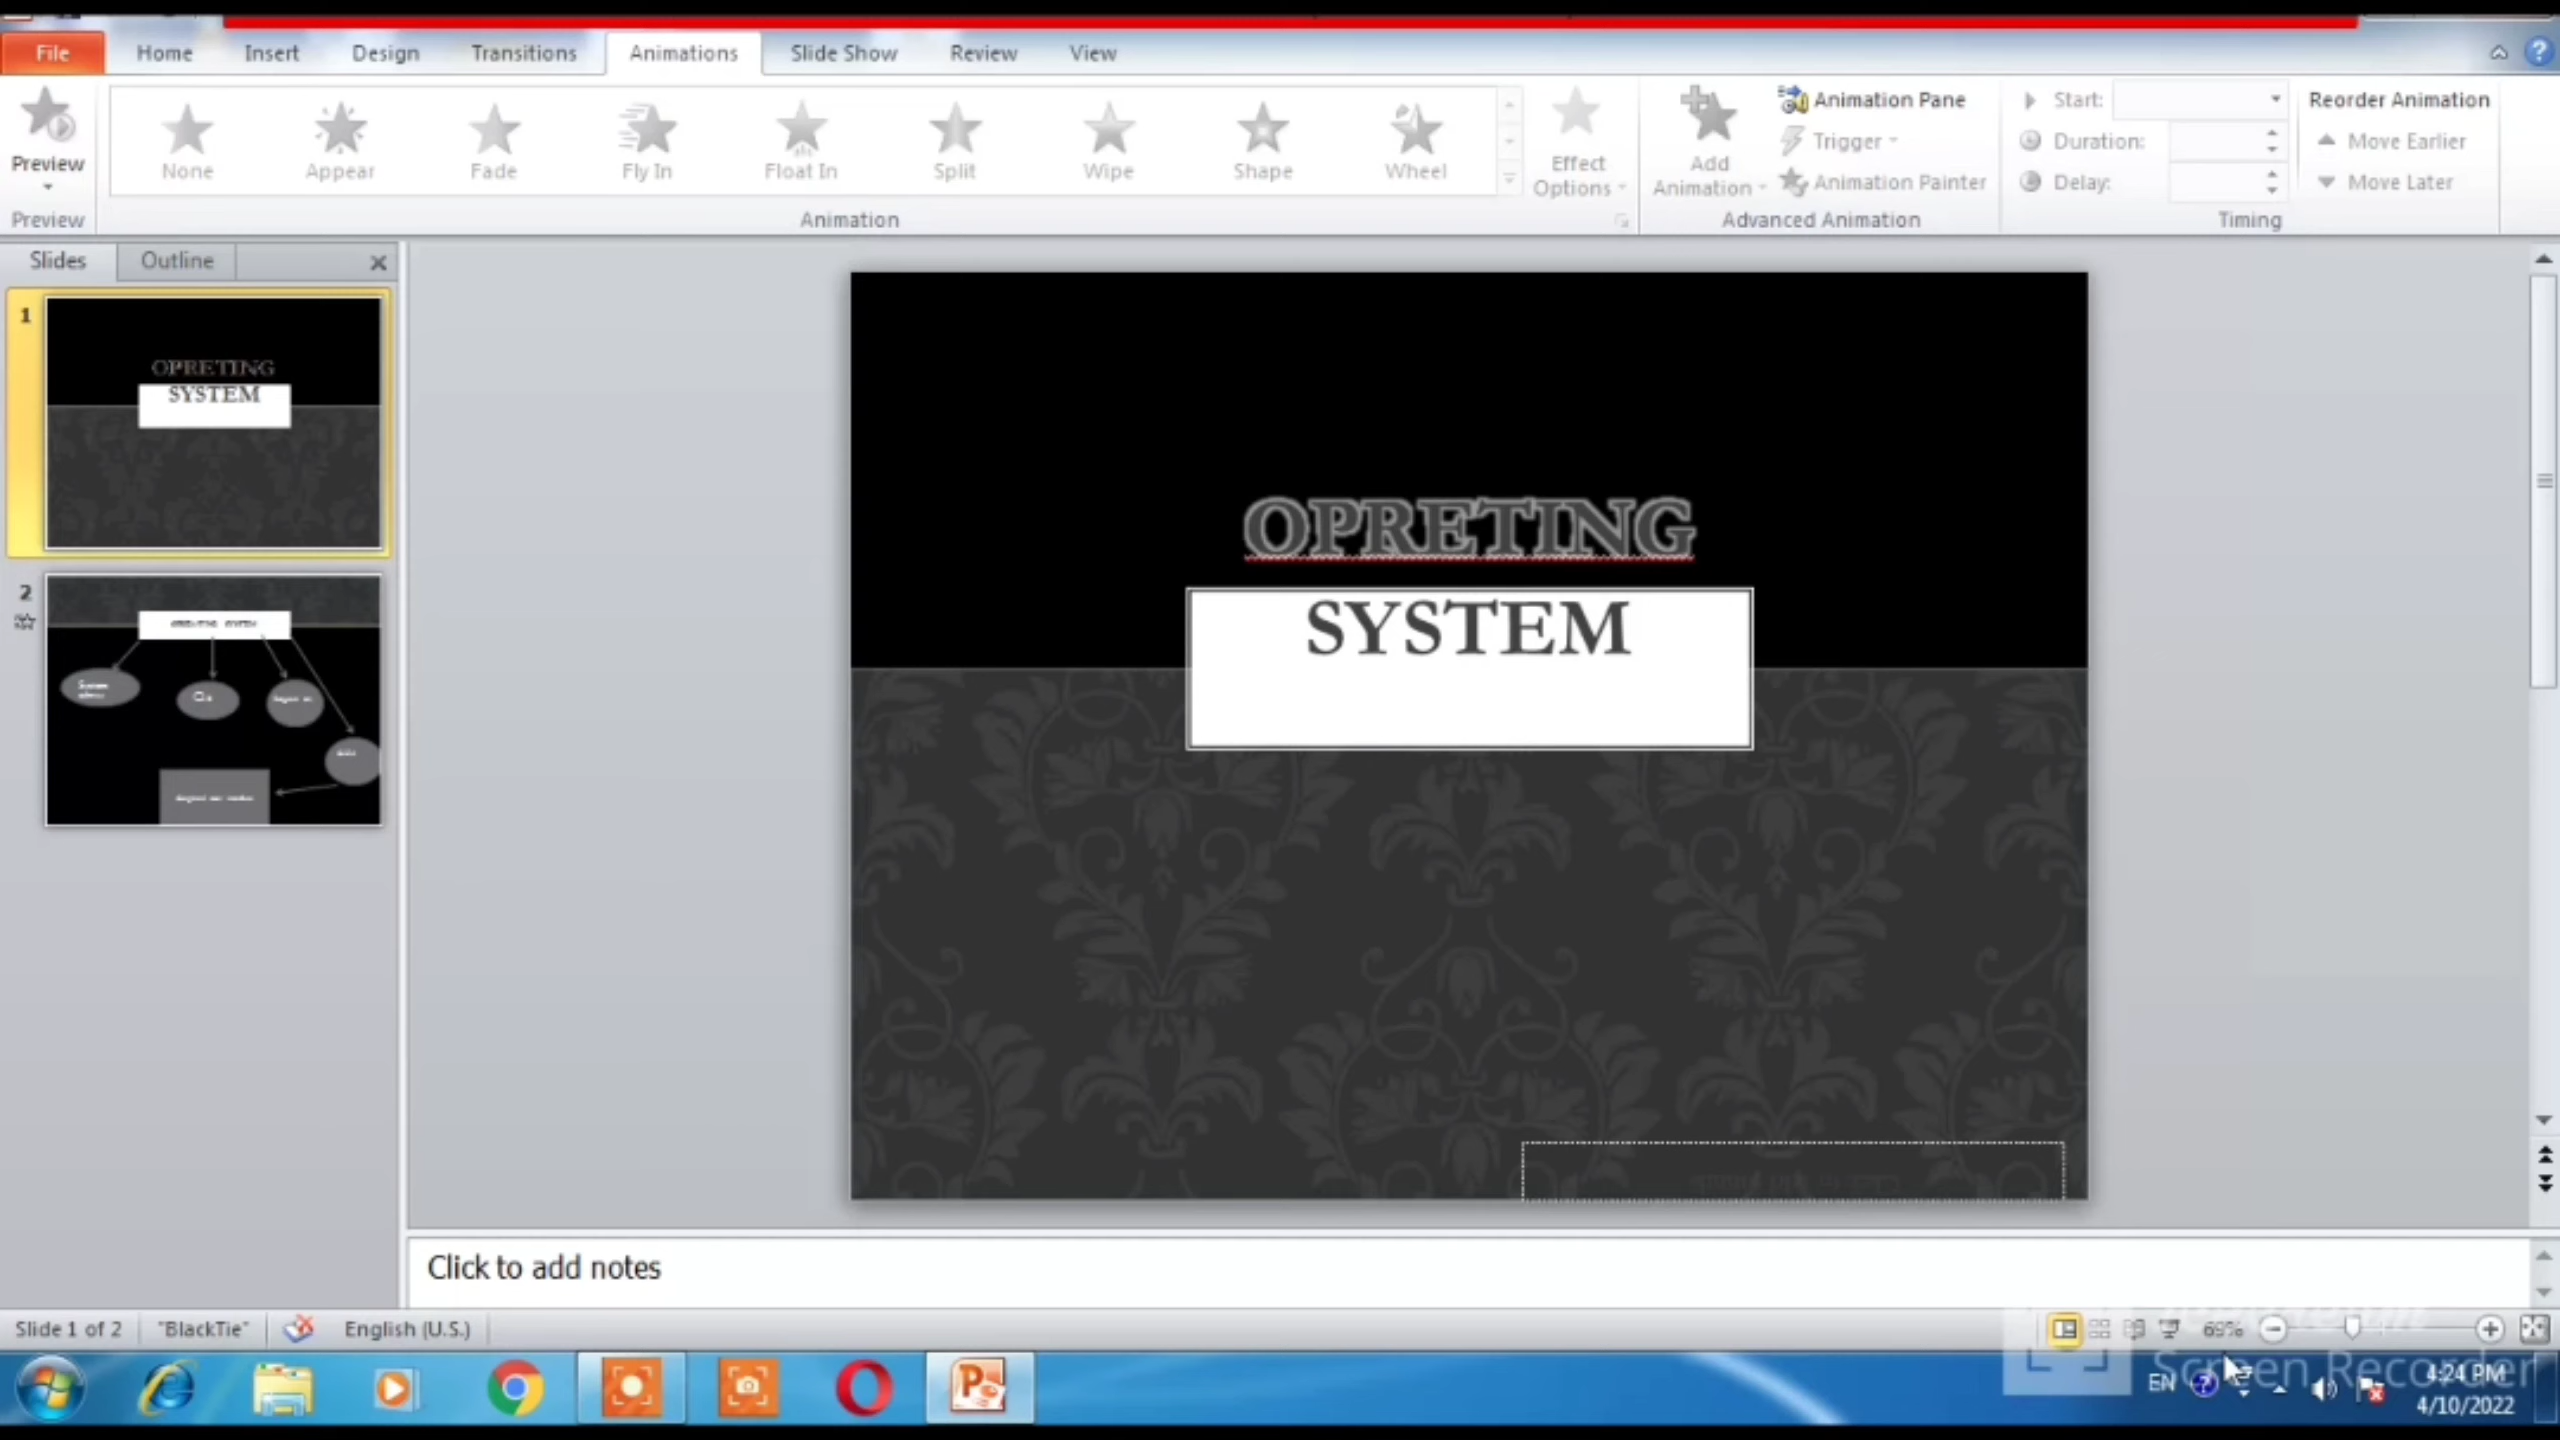 File Home Insert Design Transitions Animations Slide Show Review View
Preview
None Appear Fade Fly In Float In Split Wipe Shape Wheel
Effect Options
Add Animation
Animation Pane
Trigger
Animation Painter
Start:
Duration:
Delay:
Reorder Animation
Move Earlier
Move Later
Preview Animation Advanced Animation Timing
Slides Outline
1
OPRETING
SYSTEM
2
OPRETING
SYSTEM
Click to add notes
Slide 1 of 2 "BlackTie" English (U.S.) 69%
Screen Recorder
EN 4:24 PM
4/10/2022